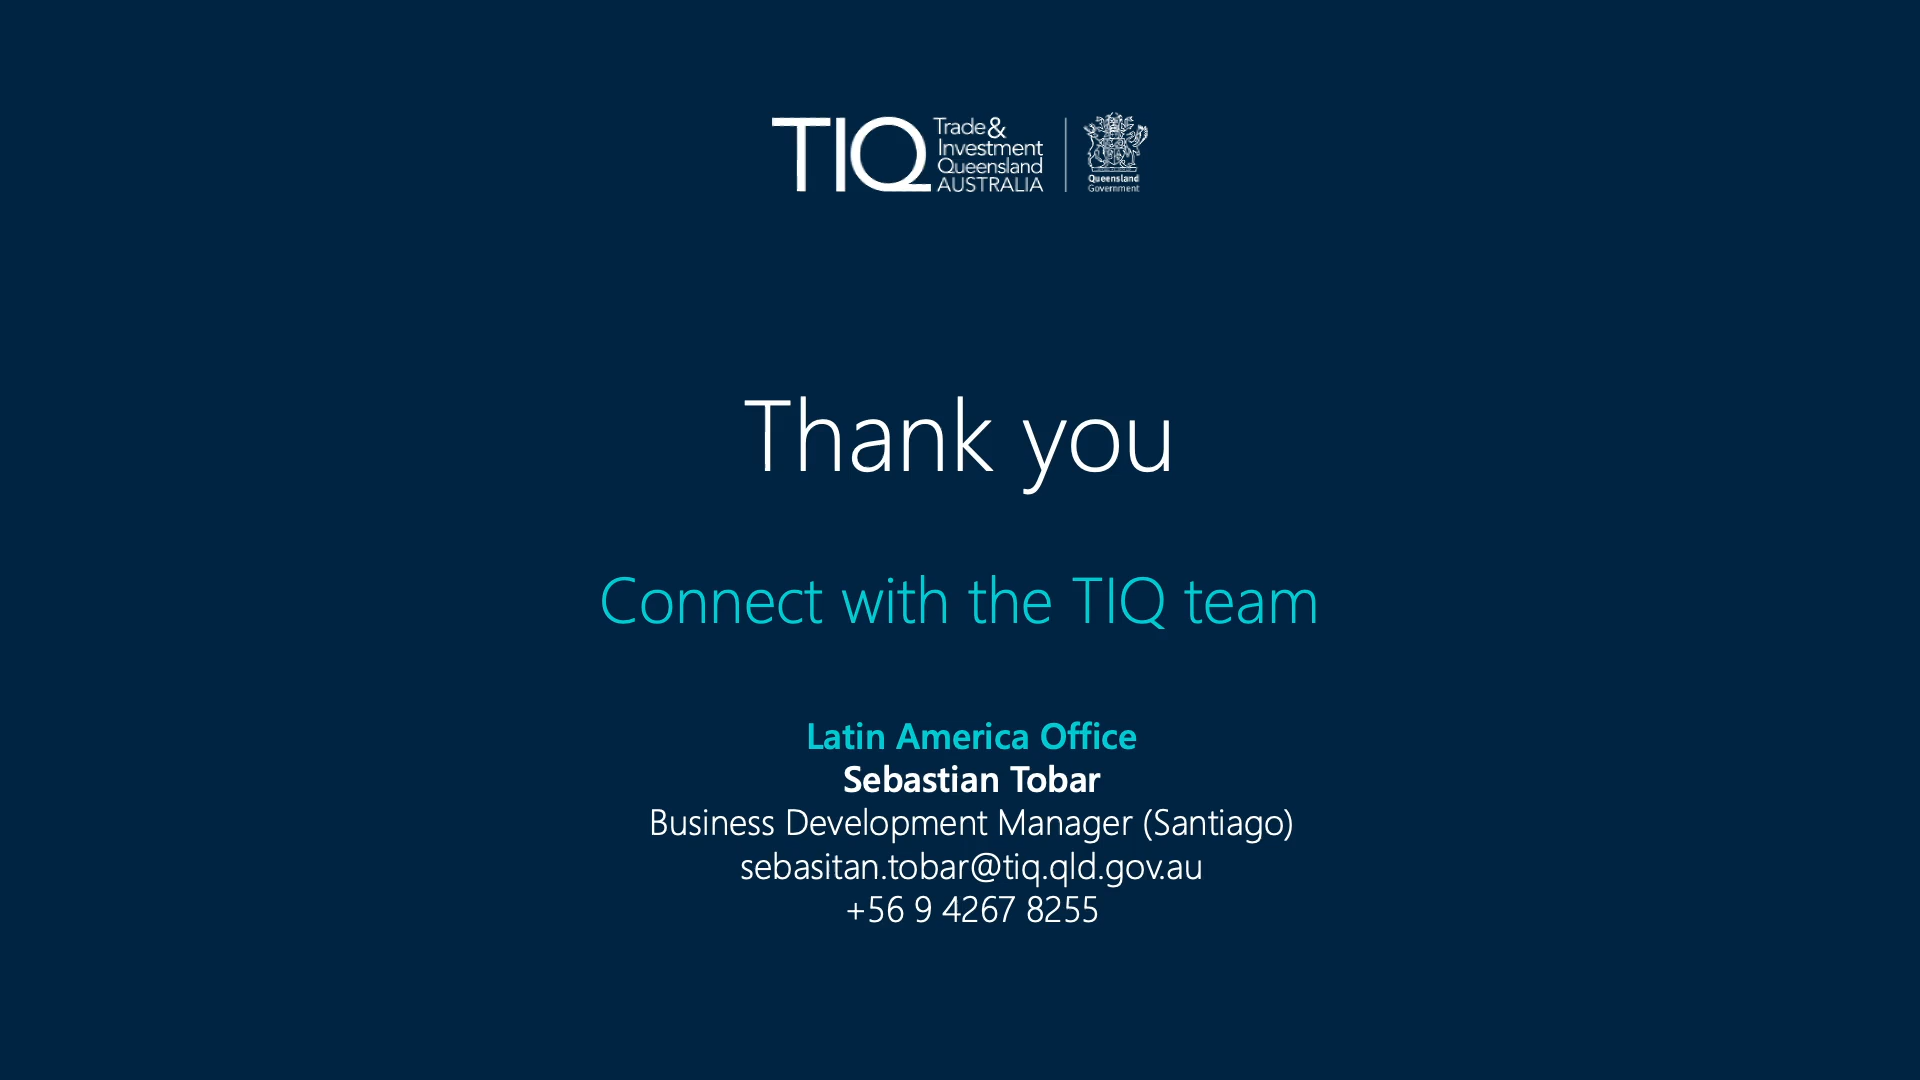 TIQ
Trade&
Investment
Queensland
AUSTRALIA
Queensland
Government
Thank you
Connect with the TIQ team
Latin America Office
Sebastian Tobar
Business Development Manager (Santiago)
sebasitan.tobar@tiq.qld.gov.au
+56 9 4267 8255